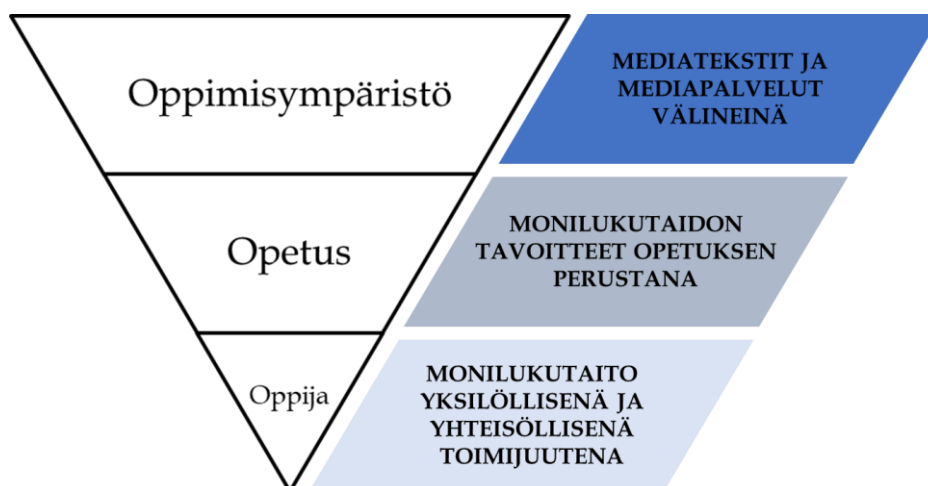 Oppimisympäristö
MEDIATEKSTIT JA
MEDIAPALVELUT
VÄLINEINÄ
Opetus
MONILUKUTAIDON
TAVOITTEET OPETUKSEN
PERUSTANA
Oppija
MONILUKUTAITO
YKSILÖLLISENÄ JA
YHTEISÖLLISENÄ
TOIMIJUUTENA